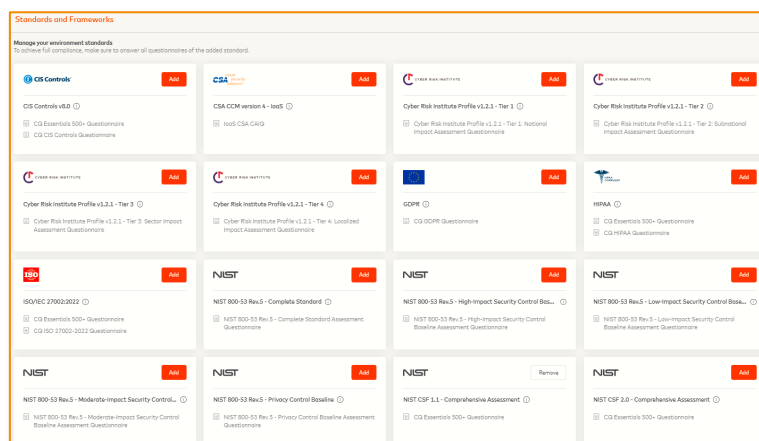 Standards and Frameworks
Manage your environment standards
To achieve full compliance, make sure to answer all questionnaires of the added standard.
CIS Controls
Add
CSA
Add
CYBER RISK INSTITUTE
Add
CYBER RISK INSTITUTE
Add
CIS Controls v8.0
CSA CCM version 4 - IaaS
Cyber Risk Institute Profile v1.2.1 - Tier 1
Cyber Risk Institute Profile v1.2.1 - Tier 2
CQ Essentials 500+ Questionnaire
CQ CIS Controls Questionnaire
IaaS CSA CAIQ
Cyber Risk Institute Profile v1.2.1 - Tier 1: National
Impact Assessment Questionnaire
Cyber Risk Institute Profile v1.2.1 - Tier 2: Subnational
Impact Assessment Questionnaire
CYBER RISK INSTITUTE
Add
CYBER RISK INSTITUTE
Add
Add
Add
Cyber Risk Institute Profile v1.2.1 - Tier 3
Cyber Risk Institute Profile v1.2.1 - Tier 4
GDPR
HIPAA
Cyber Risk Institute Profile v1.2.1 - Tier 3: Sector Impact
Assessment Questionnaire
Cyber Risk Institute Profile v1.2.1 - Tier 4: Localized
Impact Assessment Questionnaire
CQ GDPR Questionnaire
CQ Essentials 500+ Questionnaire
CQ HIPAA Questionnaire
ISO
Add
NIST
Add
NIST
Add
NIST
Add
ISO/IEC 27002:2022
NIST 800-53 Rev.5 - Complete Standard
NIST 800-53 Rev.5 - High-Impact Security Control Bas...
NIST 800-53 Rev.5 - Low-Impact Security Control Base...
CQ Essentials 500+ Questionnaire
CQ ISO 27002-2022 Questionnaire
NIST 800-53 Rev.5 - Complete Standard Assessment
Questionnaire
NIST 800-53 Rev.5 - High-Impact Security Control
Baseline Assessment Questionnaire
NIST 800-53 Rev.5 - Low-Impact Security Control
Baseline Assessment Questionnaire
NIST
Add
NIST
Add
NIST
Remove
NIST
Add
NIST 800-53 Rev.5 - Moderate-Impact Security Control...
NIST 800-53 Rev.5 - Privacy Control Baseline
NIST CSF 1.1 - Comprehensive Assessment
NIST CSF 2.0 - Comprehensive Assessment
NIST 800-53 Rev.5 - Moderate-Impact Security Control
Baseline Assessment Questionnaire
NIST 800-53 Rev.5 - Privacy Control Baseline Assessment
Questionnaire
CQ Essentials 500+ Questionnaire
CQ Essentials 500+ Questionnaire